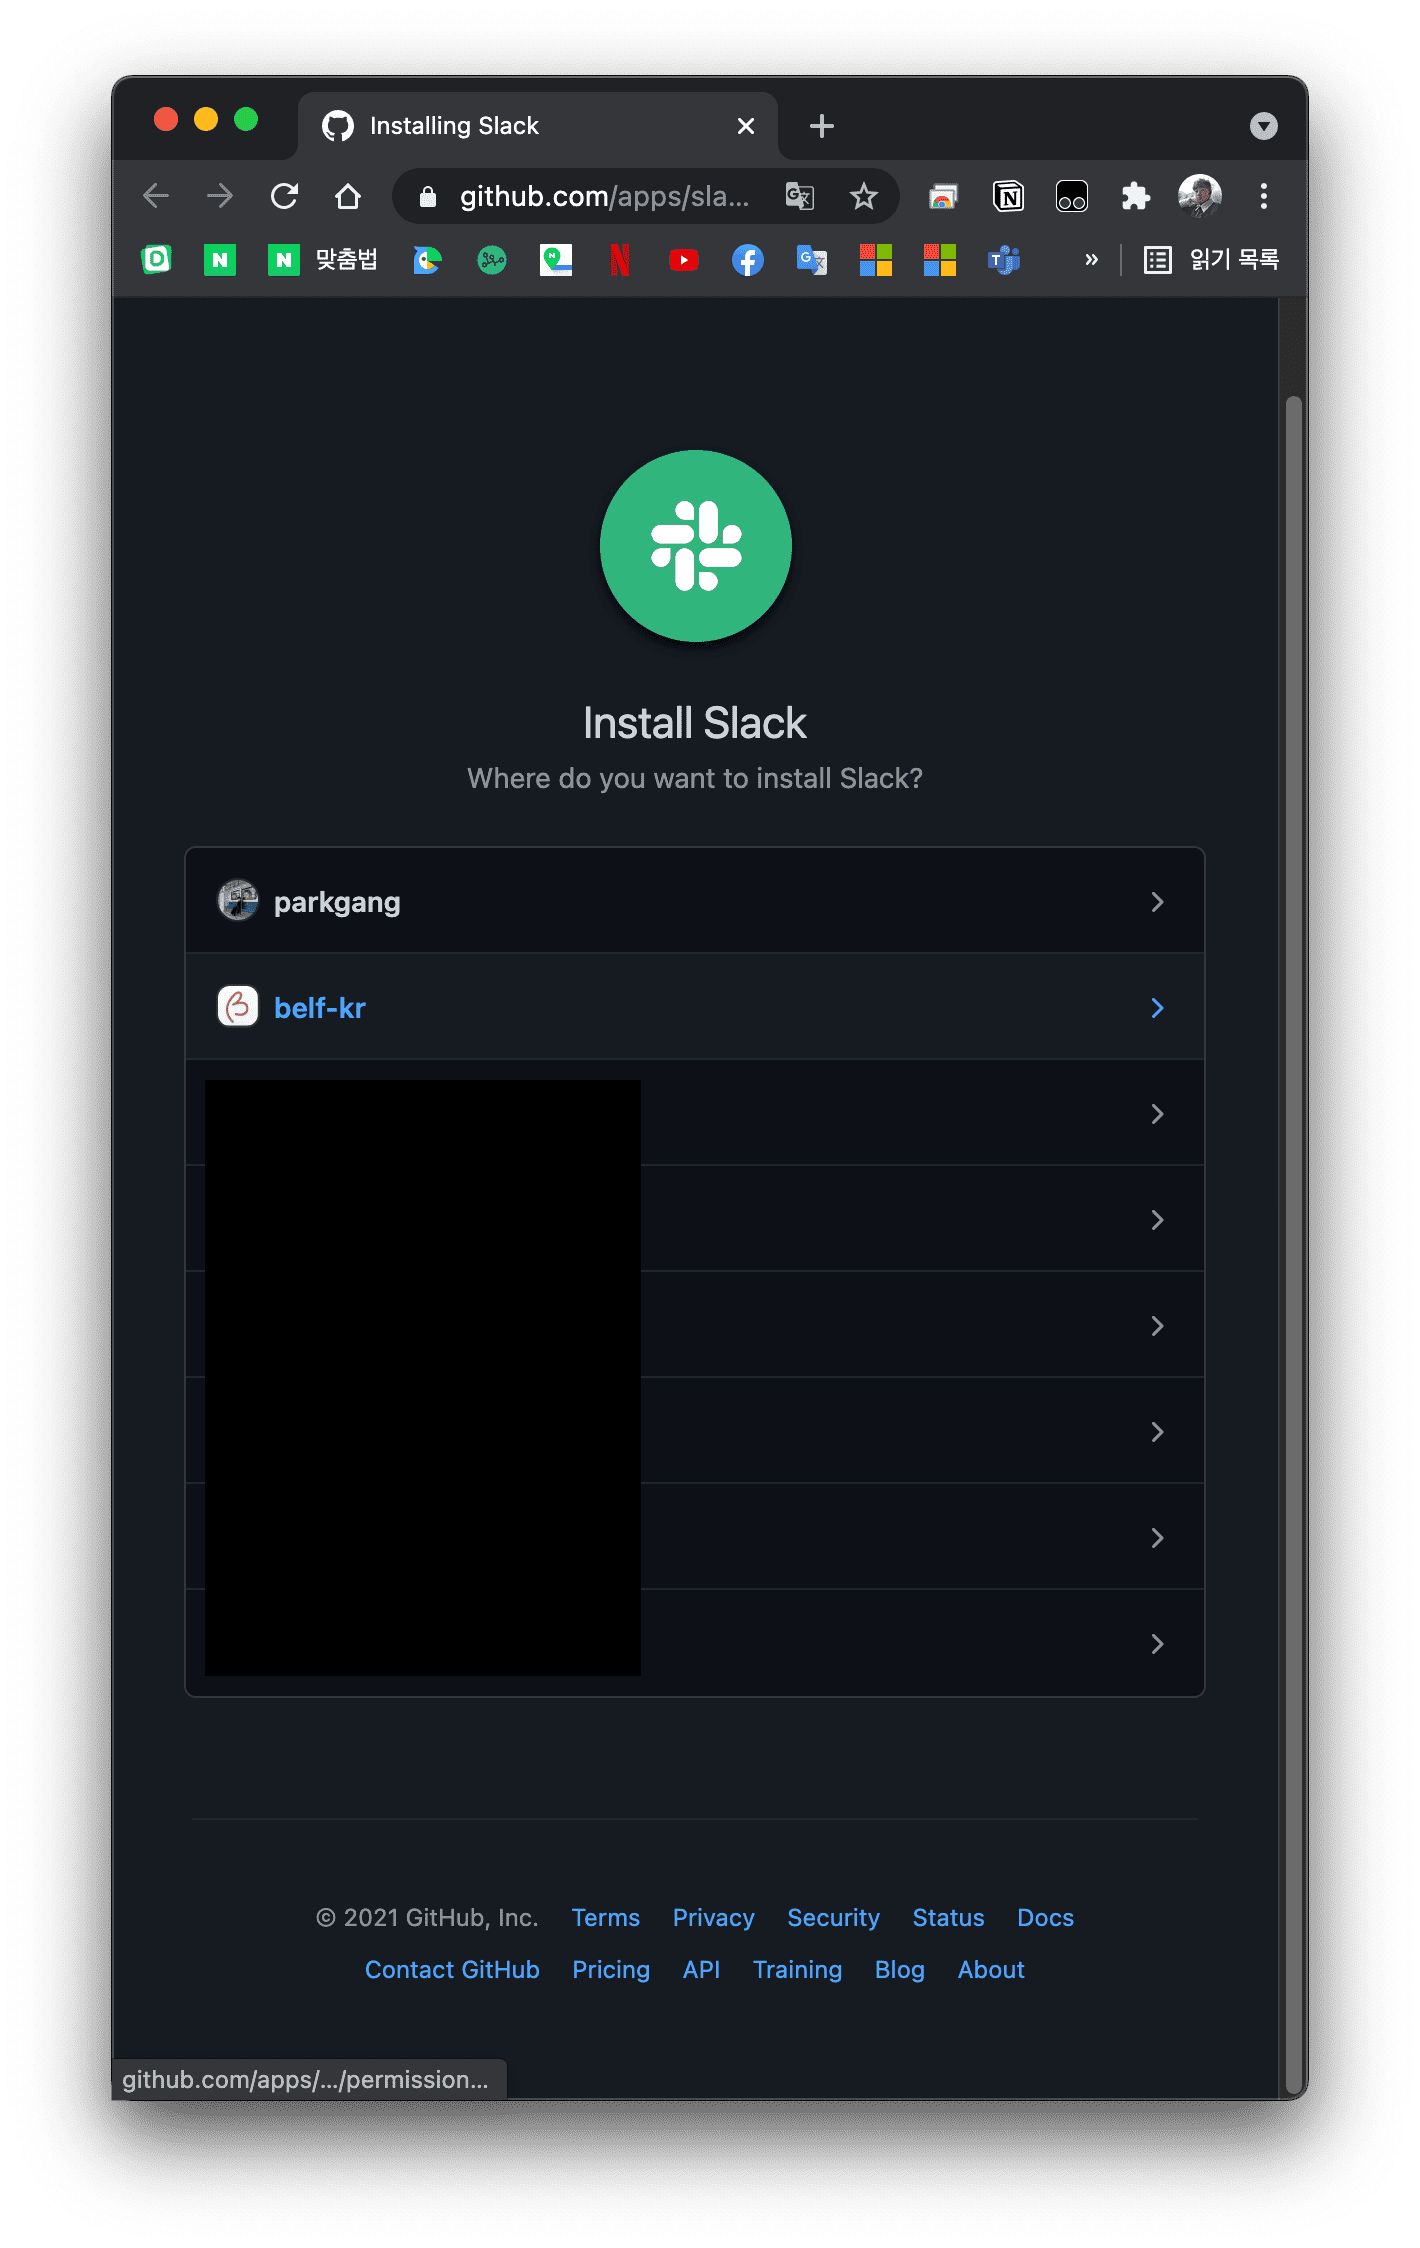 Installing Slack
github.com/apps/sla...
맞춤법
읽기 목록
Install Slack
Where do you want to install Slack?
parkgang
belf-kr
© 2021 GitHub, Inc. Terms Privacy Security Status Docs
Contact GitHub Pricing API Training Blog About
github.com/apps/.../permission...